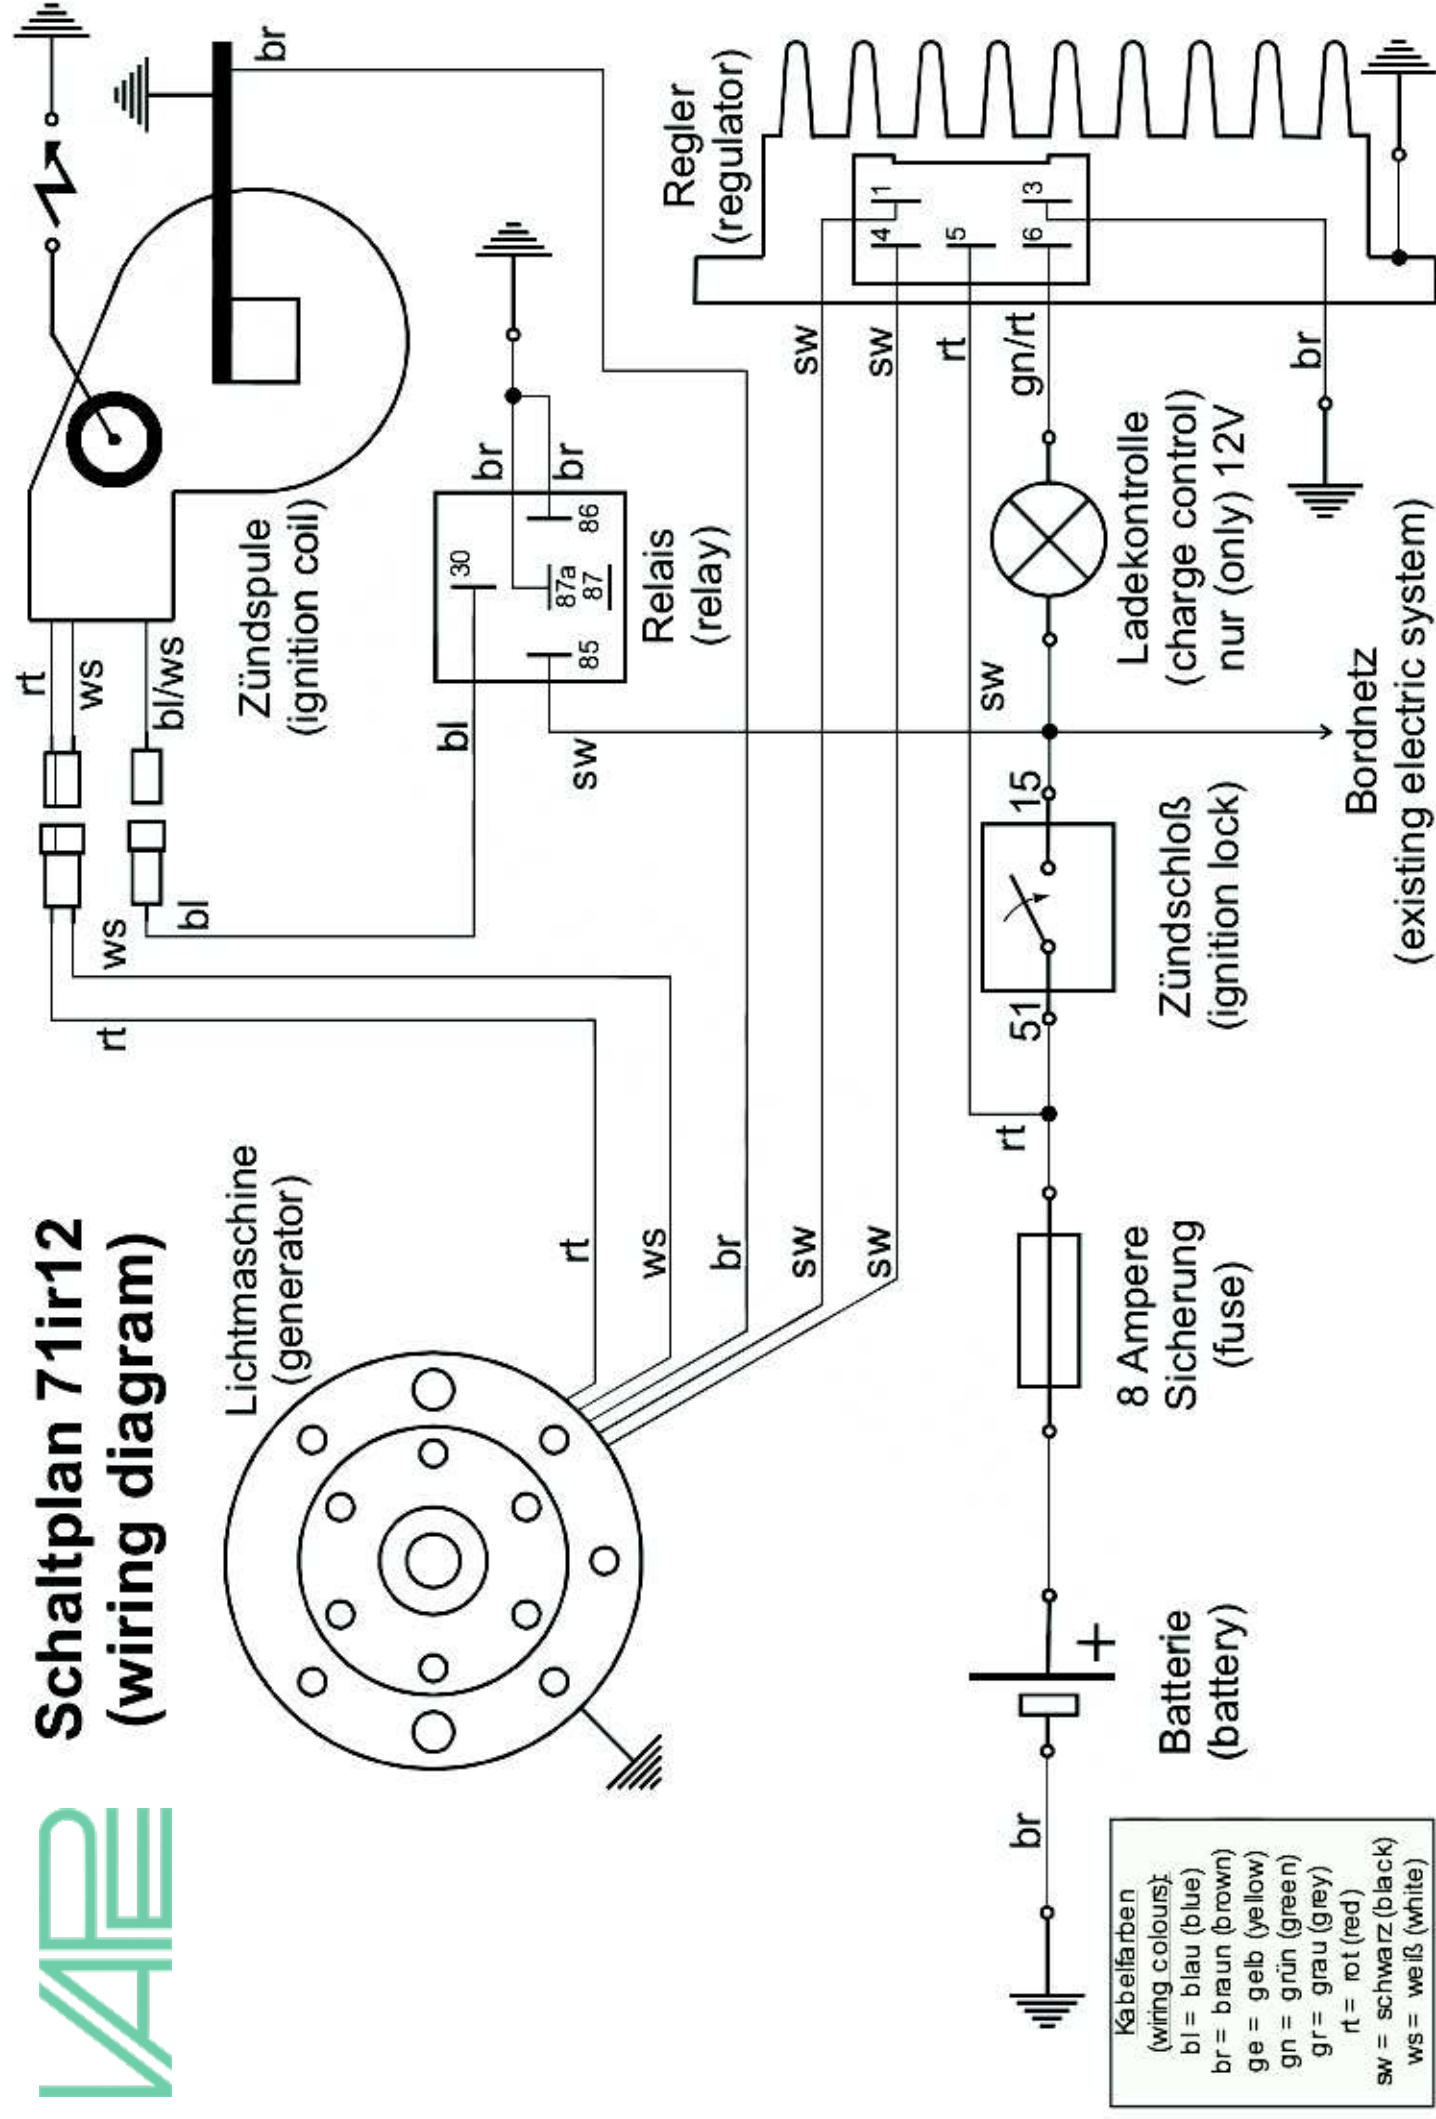 VAPE
Schaltplan 71ir12
(wiring diagram)
Lichtmaschine
(generator)
rt
ws
br
sw
sw
rt
ws
bl
rt
ws
bl/ws
Zündspule
(ignition coil)
br
bl
sw
br
br
30
87a
87
86
85
Relais
(relay)
Regler
(regulator)
1
4
5
3
6
sw
sw
rt
gn/rt
br
Ladekontrolle
(charge control)
nur (only) 12V
sw
15
51
Zündschloß
(ignition lock)
Bordnetz
(existing electric system)
rt
8 Ampere
Sicherung
(fuse)
+
Batterie
(battery)
br
Kabelfarben
(wiring colours):
bl = blau (blue)
br = braun (brown)
ge = gelb (yellow)
gn = grün (green)
gr = grau (grey)
rt = rot (red)
sw = schwarz (black)
ws = weiß (white)